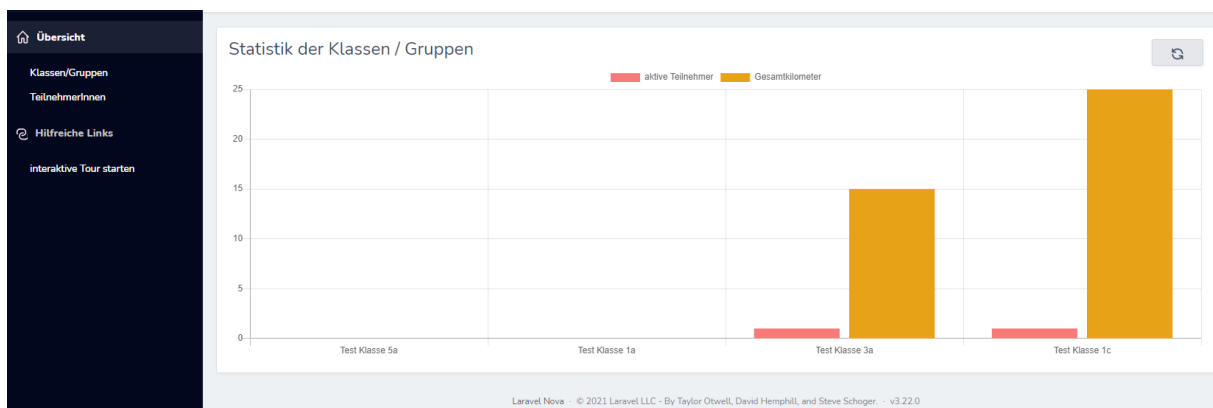 Übersicht
Klassen/Gruppen
TeilnehmerInnen
Hilfreiche Links
interaktive Tour starten
Statistik der Klassen / Gruppen
aktive Teilnehmer Gesamtkilometer
25
20
15
10
5
0
Test Klasse 5a Test Klasse 1a Test Klasse 3a Test Klasse 1c
Laravel Nova · © 2021 Laravel LLC - By Taylor Otwell, David Hemphill, and Steve Schoger. · v3.22.0